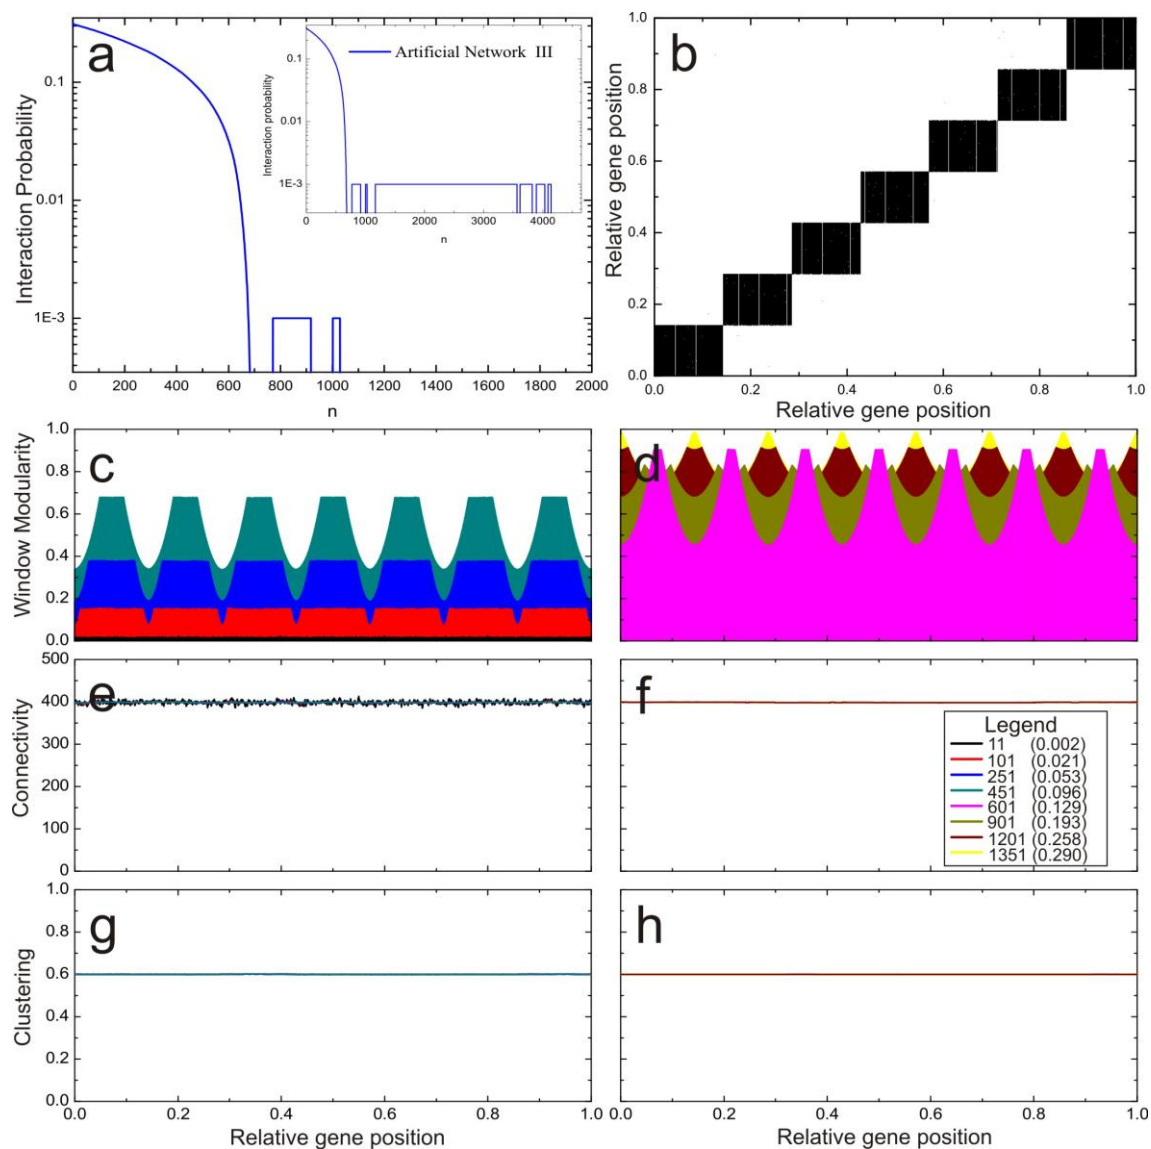 a
Interaction Probability
0.1
0.01
1E-3
0 200 400 600 800 1000 1200 1400 1600 1800 2000
n
Artificial Network III
Interaction probability
0.1
0.01
1E-3
0 1000 2000 3000 4000
n
b
Relative gene position
1.0
0.8
0.6
0.4
0.2
0.0
0.0 0.2 0.4 0.6 0.8 1.0
Relative gene position
c
Window Modularity
1.0
0.8
0.6
0.4
0.2
0.0
d
e
Connectivity
500
400
300
200
100
0
f
Legend
11 (0.002)
101 (0.021)
251 (0.053)
451 (0.096)
601 (0.129)
901 (0.193)
1201 (0.258)
1351 (0.290)
g
Clustering
1.0
0.8
0.6
0.4
0.2
0.0
0.0 0.2 0.4 0.6 0.8 1.0
Relative gene position
h
0.0 0.2 0.4 0.6 0.8 1.0
Relative gene position